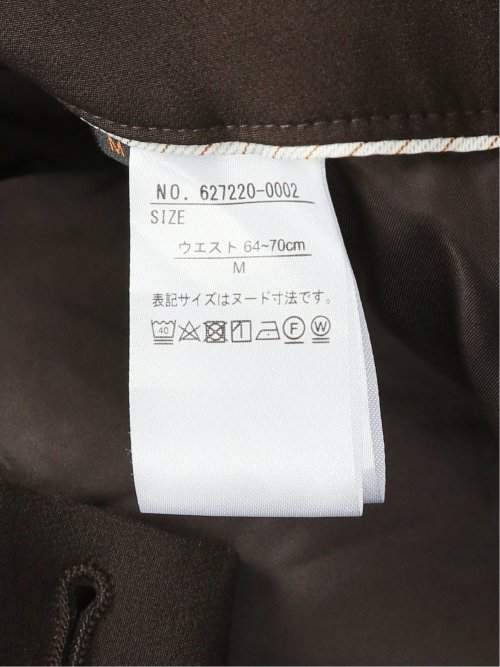 M
NO. 627220-0002
SIZE
ウエスト 64~70cm
M
表記サイズはヌード寸法です。
40 F W